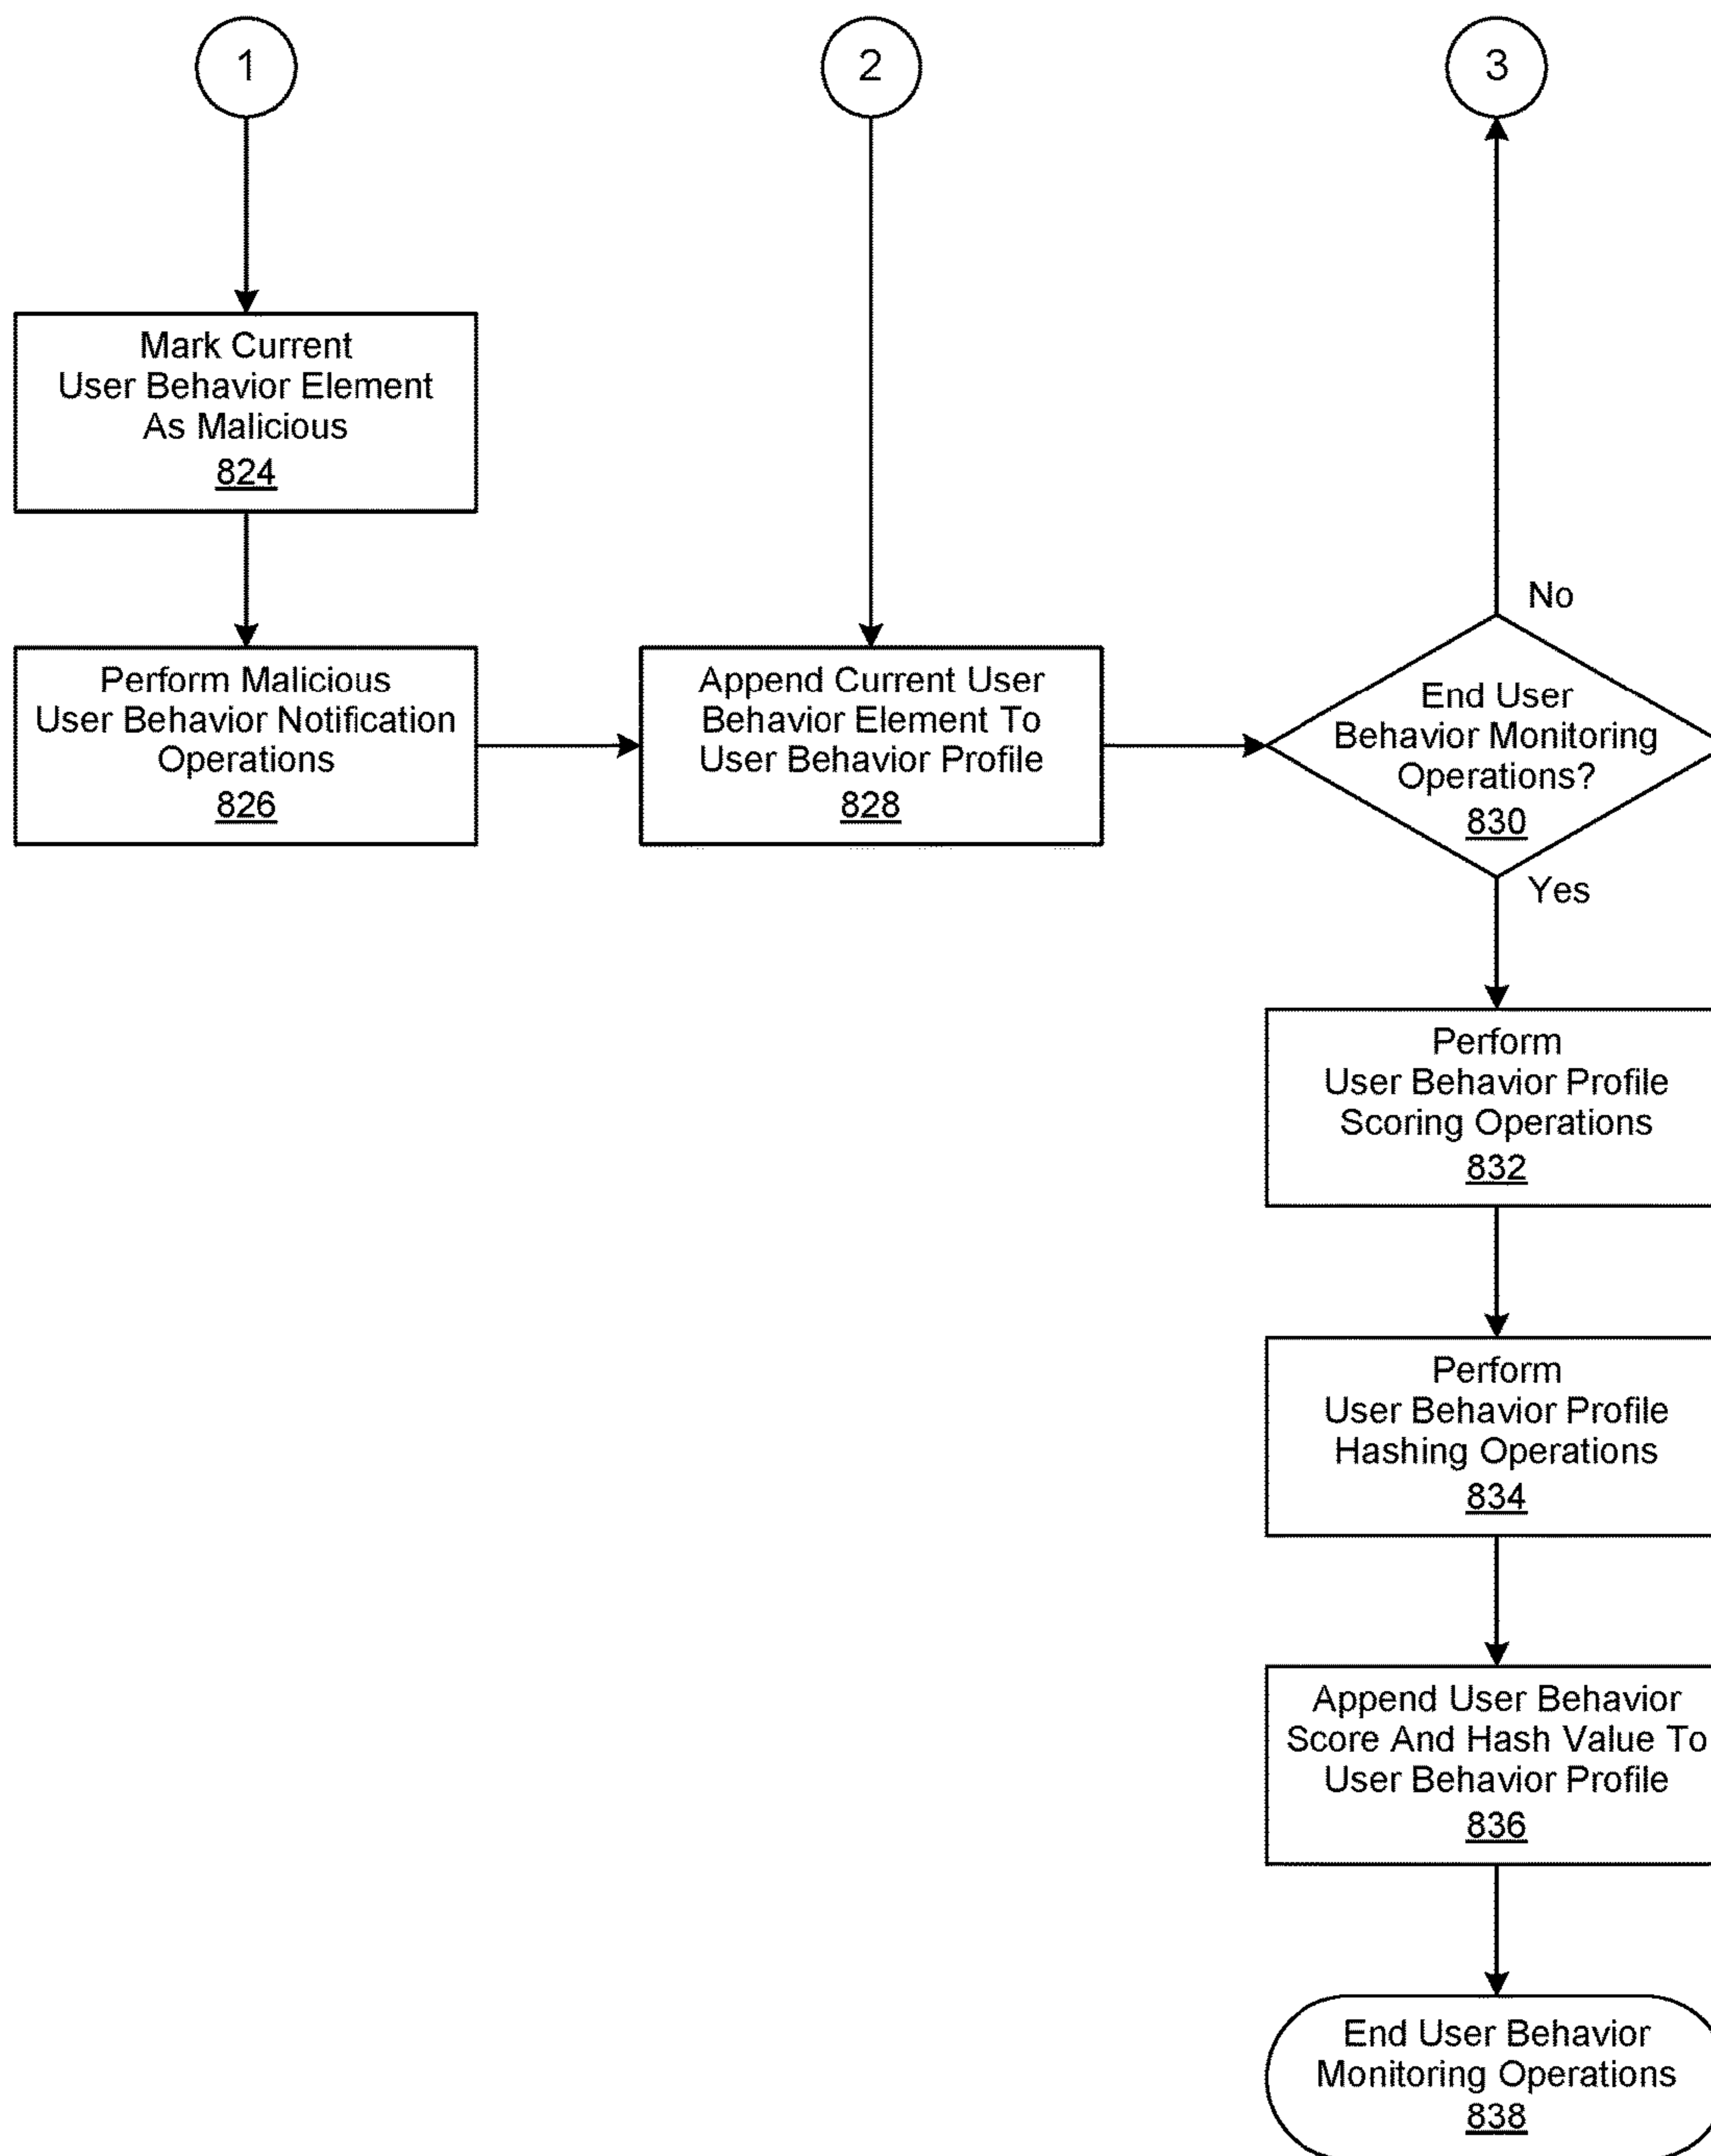 1
2
3
Mark Current
User Behavior Element
As Malicious
824
No
Perform Malicious
User Behavior Notification
Operations
826
Append Current User
Behavior Element To
User Behavior Profile
828
End User
Behavior Monitoring
Operations?
830
Yes
Perform
User Behavior Profile
Scoring Operations
832
Perform
User Behavior Profile
Hashing Operations
834
Append User Behavior
Score And Hash Value To
User Behavior Profile
836
End User Behavior
Monitoring Operations
838